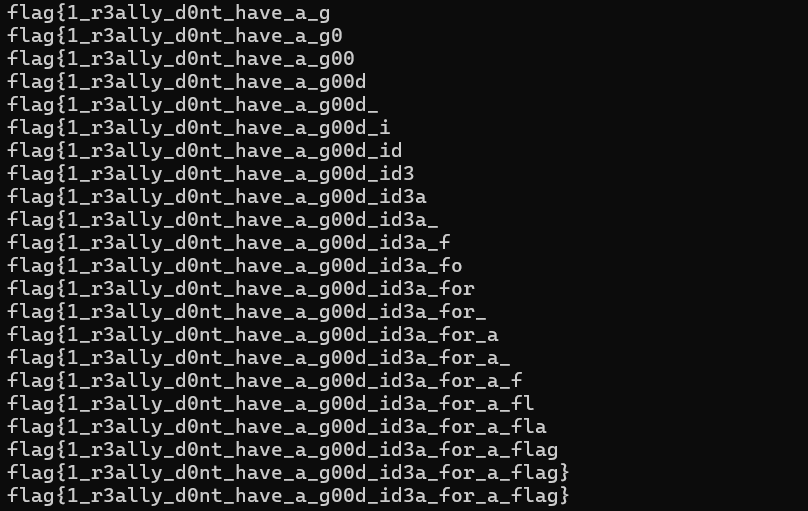 flag{1_r3ally_d0nt_have_a_g
flag{1_r3ally_d0nt_have_a_g0
flag{1_r3ally_d0nt_have_a_g00
flag{1_r3ally_d0nt_have_a_g00d
flag{1_r3ally_d0nt_have_a_g00d_
flag{1_r3ally_d0nt_have_a_g00d_i
flag{1_r3ally_d0nt_have_a_g00d_id
flag{1_r3ally_d0nt_have_a_g00d_id3
flag{1_r3ally_d0nt_have_a_g00d_id3a
flag{1_r3ally_d0nt_have_a_g00d_id3a_
flag{1_r3ally_d0nt_have_a_g00d_id3a_f
flag{1_r3ally_d0nt_have_a_g00d_id3a_fo
flag{1_r3ally_d0nt_have_a_g00d_id3a_for
flag{1_r3ally_d0nt_have_a_g00d_id3a_for_
flag{1_r3ally_d0nt_have_a_g00d_id3a_for_a
flag{1_r3ally_d0nt_have_a_g00d_id3a_for_a_
flag{1_r3ally_d0nt_have_a_g00d_id3a_for_a_f
flag{1_r3ally_d0nt_have_a_g00d_id3a_for_a_fl
flag{1_r3ally_d0nt_have_a_g00d_id3a_for_a_fla
flag{1_r3ally_d0nt_have_a_g00d_id3a_for_a_flag
flag{1_r3ally_d0nt_have_a_g00d_id3a_for_a_flag}
flag{1_r3ally_d0nt_have_a_g00d_id3a_for_a_flag}